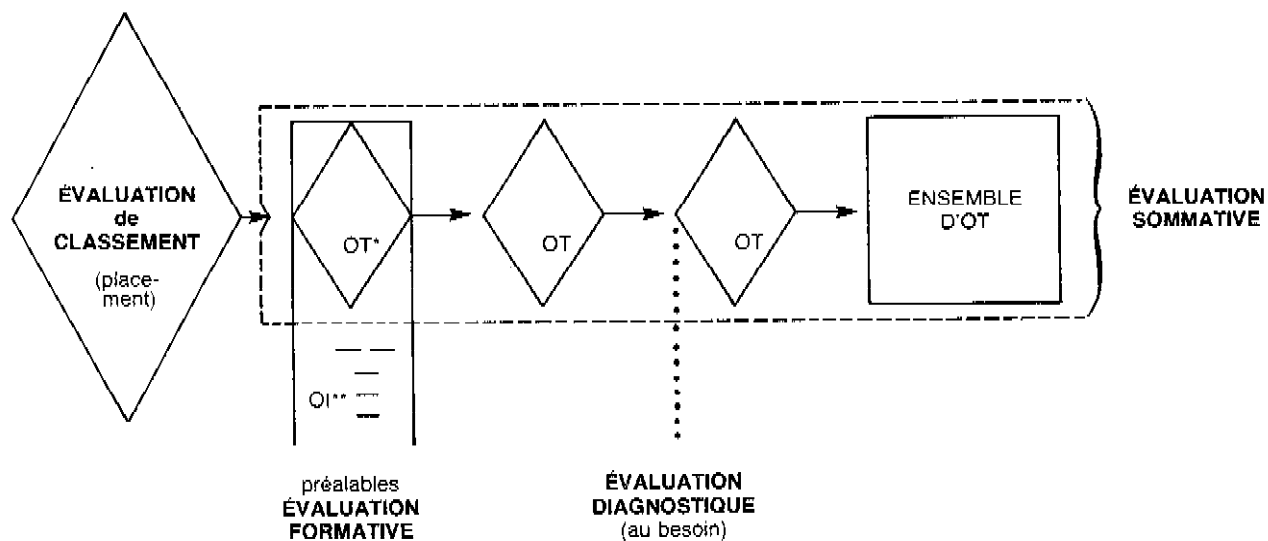 ÉVALUATION
de
CLASSEMENT
(place-
ment)
OT*
OT
OT
ENSEMBLE
D'OT
ÉVALUATION
SOMMATIVE
OI**
préalables
ÉVALUATION
FORMATIVE
ÉVALUATION
DIAGNOSTIQUE
(au besoin)